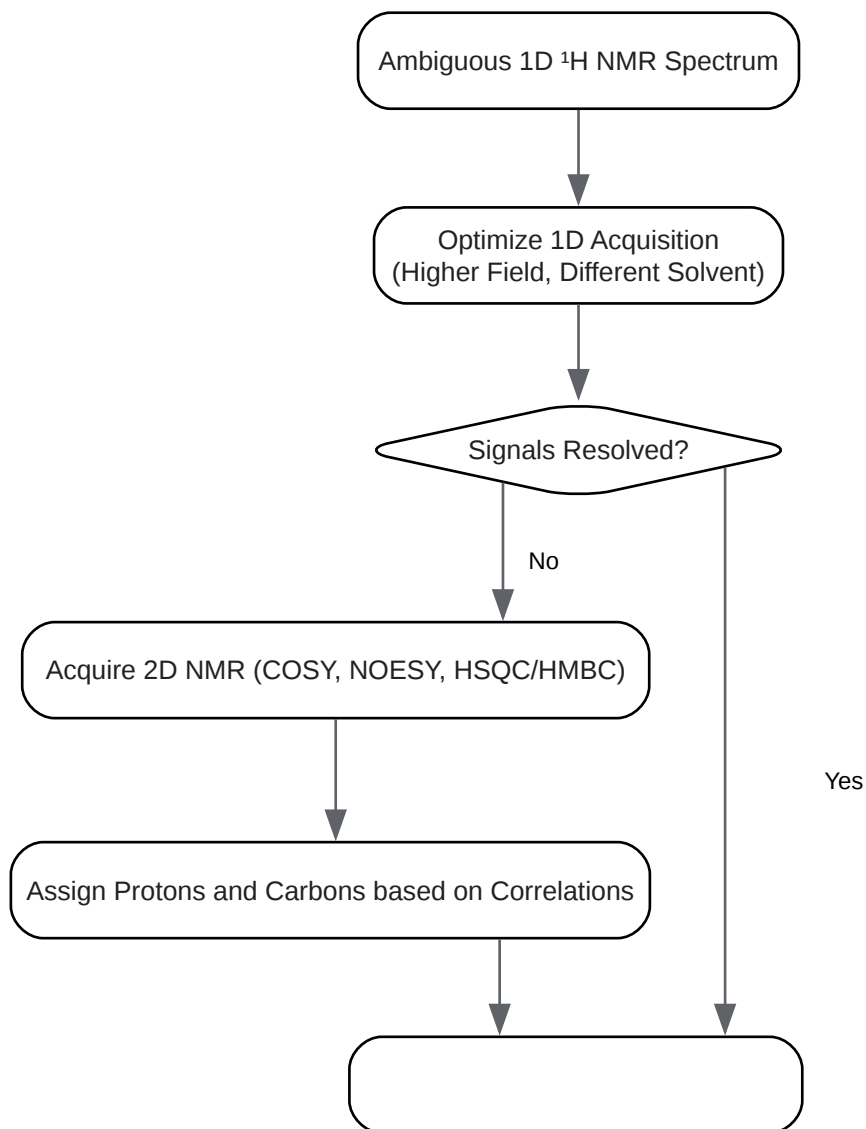 Ambiguous 1D ¹H NMR Spectrum
Optimize 1D Acquisition
(Higher Field, Different Solvent)
Signals Resolved?
No
Acquire 2D NMR (COSY, NOESY, HSQC/HMBC)
Yes
Assign Protons and Carbons based on Correlations